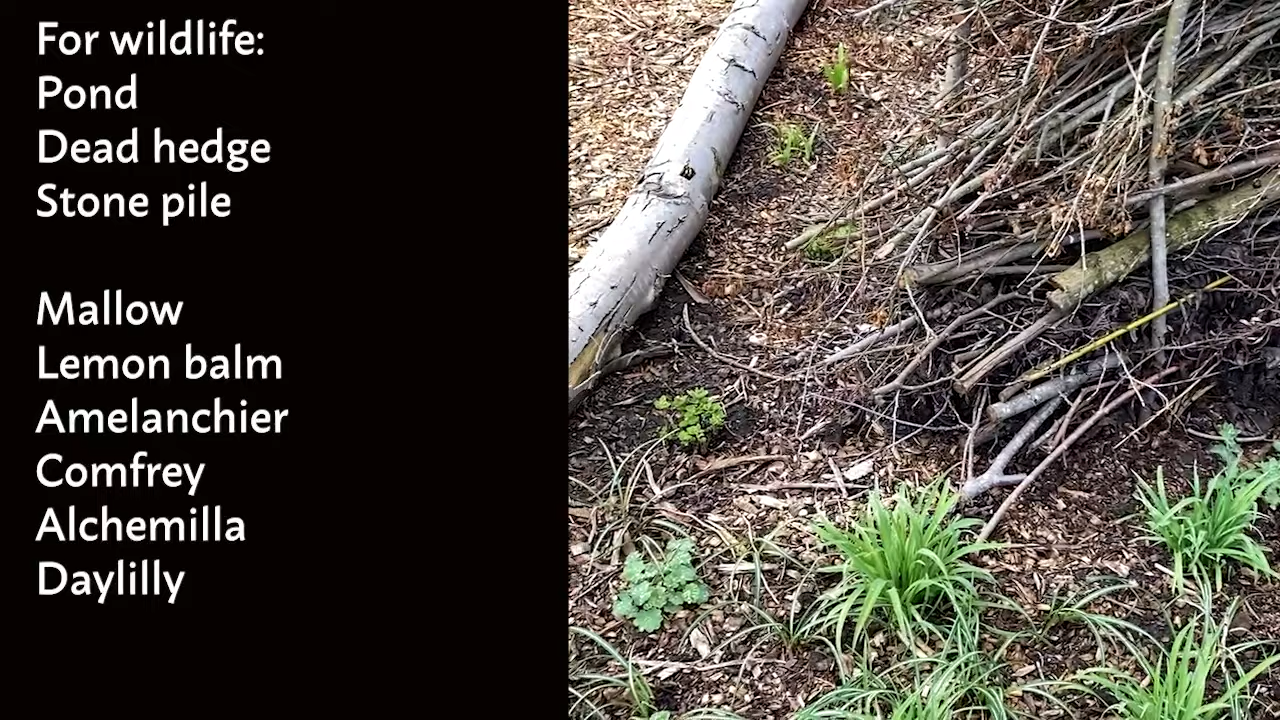 For wildlife:
Pond
Dead hedge
Stone pile
Mallow
Lemon balm
Amelanchier
Comfrey
Alchemilla
Daylilly